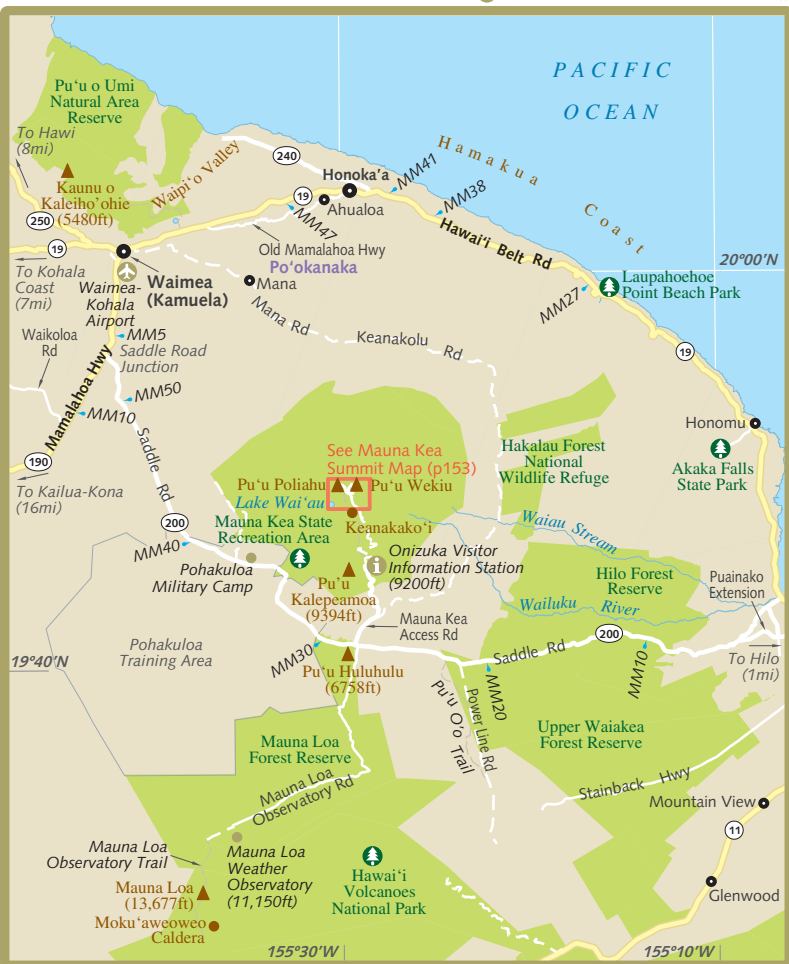 PACIFIC
OCEAN
Pu‘u o Umi
Natural Area
Reserve
To Hawi
(8mi)
Kaunu o
Kaleiho’ohie
(5480ft)
250
Waipi‘o Valley
240
Honoka‘a
19
Ahualoa
MM41
MM38
Hamakua
Coast
MM47
Hawai‘i Belt Rd
19
Old Mamalahoa Hwy
Po‘okanaka
20°00’N
To Kohala
Coast
(7mi)
Waimea
(Kamuela)
Waimea-
Kohala
Airport
Mana
Mana Rd
Keanakolu Rd
MM27
Laupahoehoe
Point Beach Park
Waikoloa
Rd
MM5
Saddle Road
Junction
19
MM50
MM10
Mamalahoa Hwy
Saddle Rd
Honomu
190
To Kailua-Kona
(16mi)
See Mauna Kea
Summit Map (p153)
Hakalau Forest
National
Wildlife Refuge
Akaka Falls
State Park
Pu‘u Poliahu
Pu‘u Wekiu
Lake Wai‘au
Keanakako‘i
200
Mauna Kea State
Recreation Area
MM40
Waiau Stream
Pohakuloa
Military Camp
Onizuka Visitor
Information Station
(9200ft)
Pu‘u
Kalepeamoa
(9394ft)
Hilo Forest
Reserve
Puainako
Extension
Wailuku River
Mauna Kea
Access Rd
Pohakuloa
Training Area
Saddle Rd
200
19°40’N
MM30
Pu‘u Huluhulu
(6758ft)
MM20
MM10
To Hilo
(1mi)
Pu‘u O‘o Trail
Power Line Rd
Mauna Loa
Forest Reserve
Upper Waiakea
Forest Reserve
Mauna Loa
Observatory Rd
Stainback Hwy
Mountain View
11
Mauna Loa
Observatory Trail
Mauna Loa
Weather
Observatory
(11,150ft)
Mauna Loa
(13,677ft)
Hawai‘i
Volcanoes
National Park
Glenwood
Moku‘aweoweo
Caldera
155°30’W
155°10’W